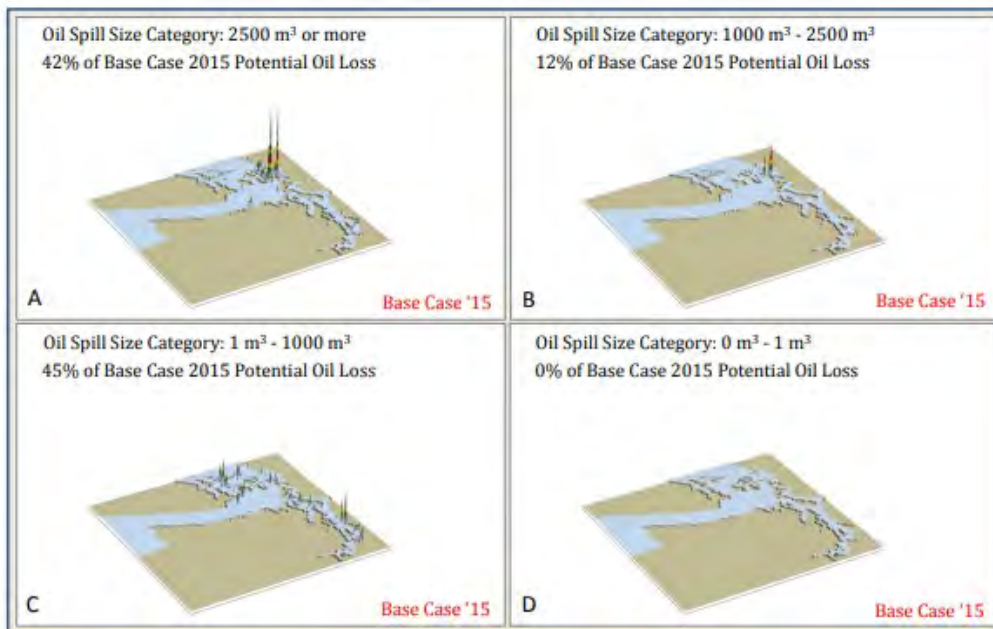 Oil Spill Size Category: 2500 m³ or more
42% of Base Case 2015 Potential Oil Loss
A
Base Case '15
Oil Spill Size Category: 1000 m³ - 2500 m³
12% of Base Case 2015 Potential Oil Loss
B
Base Case '15
Oil Spill Size Category: 1 m³ - 1000 m³
45% of Base Case 2015 Potential Oil Loss
C
Base Case '15
Oil Spill Size Category: 0 m³ - 1 m³
0% of Base Case 2015 Potential Oil Loss
D
Base Case '15